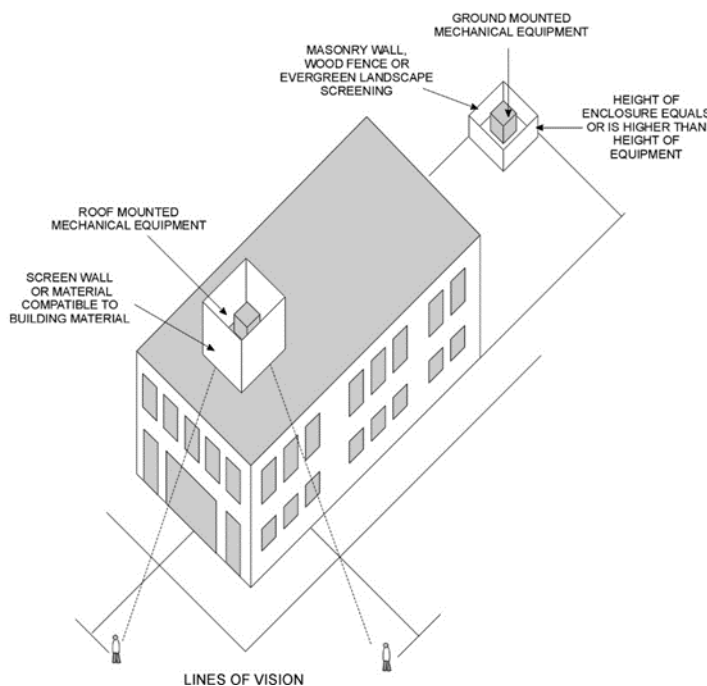 GROUND MOUNTED
MECHANICAL EQUIPMENT
MASONRY WALL,
WOOD FENCE OR
EVERGREEN LANDSCAPE
SCREENING
HEIGHT OF
ENCLOSURE EQUALS
OR IS HIGHER THAN
HEIGHT OF
EQUIPMENT
ROOF MOUNTED
MECHANICAL EQUIPMENT
SCREEN WALL
OR MATERIAL
COMPATIBLE TO
BUILDING MATERIAL
LINES OF VISION